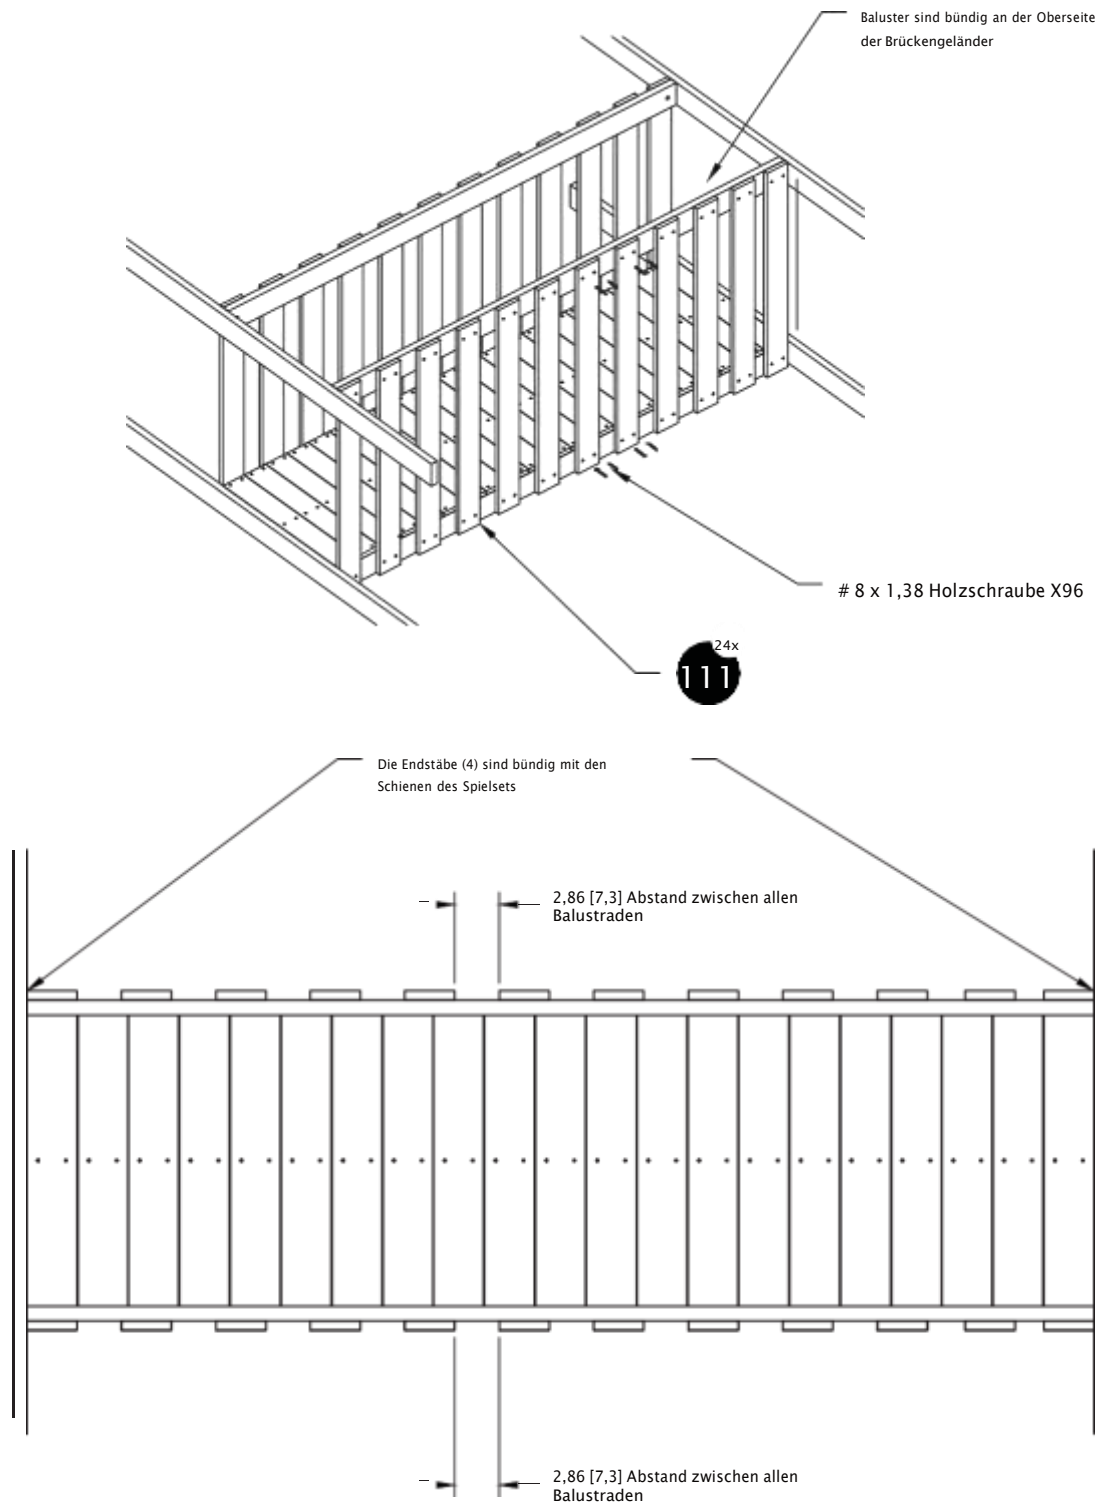 Baluster sind bündig an der Oberseite
der Brückengeländer
# 8 x 1,38 Holzschraube X96
24x
111
Die Endstäbe (4) sind bündig mit den
Schienen des Spielsets
2,86 [7,3] Abstand zwischen allen
Balustraden
2,86 [7,3] Abstand zwischen allen
Balustraden